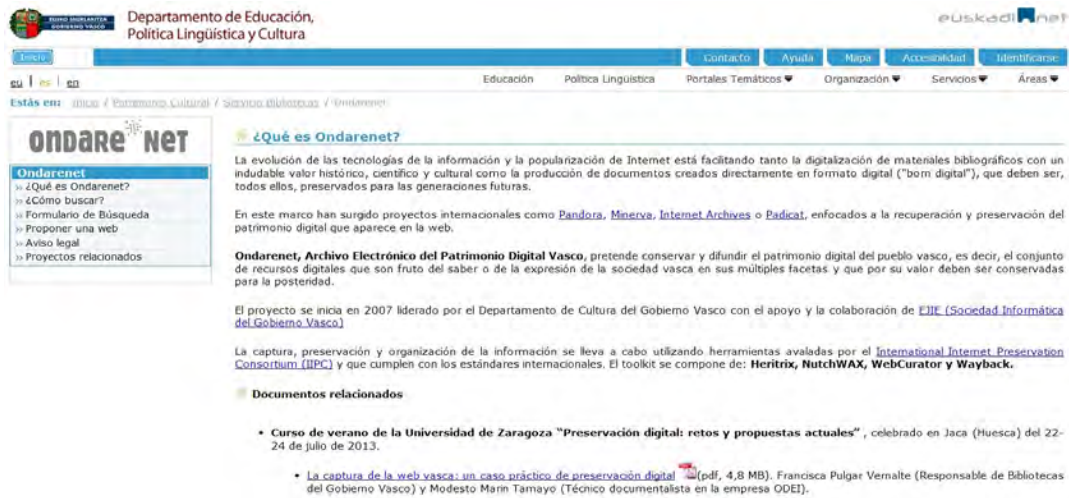 EUSKO JAURLARITZA
GOBIERNO VASCO
Departamento de Educación,
Política Lingüística y Cultura
euskadi net
Inicio
Contacto Ayuda Mapa Accesibilidad Identificarse
eu | es | en
Educación Política Lingüística Portales Temáticos Organización Servicios Áreas
Estás en: Inicio / Patrimonio Cultural / Servicio Bibliotecas / Ondarenet
ONDARE NET
Ondarenet
» ¿Qué es Ondarenet?
» ¿Cómo buscar?
» Formulario de Búsqueda
» Proponer una web
» Aviso legal
» Proyectos relacionados
¿Qué es Ondarenet?
La evolución de las tecnologías de la información y la popularización de Internet está facilitando tanto la digitalización de materiales bibliográficos con un
indudable valor histórico, científico y cultural como la producción de documentos creados directamente en formato digital ("born digital"), que deben ser,
todos ellos, preservados para las generaciones futuras.
En este marco han surgido proyectos internacionales como Pandora, Minerva, Internet Archives o Padicat, enfocados a la recuperación y preservación del
patrimonio digital que aparece en la web.
Ondarenet, Archivo Electrónico del Patrimonio Digital Vasco, pretende conservar y difundir el patrimonio digital del pueblo vasco, es decir, el conjunto
de recursos digitales que son fruto del saber o de la expresión de la sociedad vasca en sus múltiples facetas y que por su valor deben ser conservadas
para la posteridad.
El proyecto se inicia en 2007 liderado por el Departamento de Cultura del Gobierno Vasco con el apoyo y la colaboración de EJIE (Sociedad Informática
del Gobierno Vasco)
La captura, preservación y organización de la información se lleva a cabo utilizando herramientas avaladas por el International Internet Preservation
Consortium (IIPC) y que cumplen con los estándares internacionales. El toolkit se compone de: Heritrix, NutchWAX, WebCurator y Wayback.
Documentos relacionados
• Curso de verano de la Universidad de Zaragoza "Preservación digital: retos y propuestas actuales" , celebrado en Jaca (Huesca) del 22-
24 de julio de 2013.
• La captura de la web vasca: un caso práctico de preservación digital (pdf, 4,8 MB). Francisca Pulgar Vernalte (Responsable de Bibliotecas
del Gobierno Vasco) y Modesto Marin Tamayo (Técnico documentalista en la empresa ODEI).